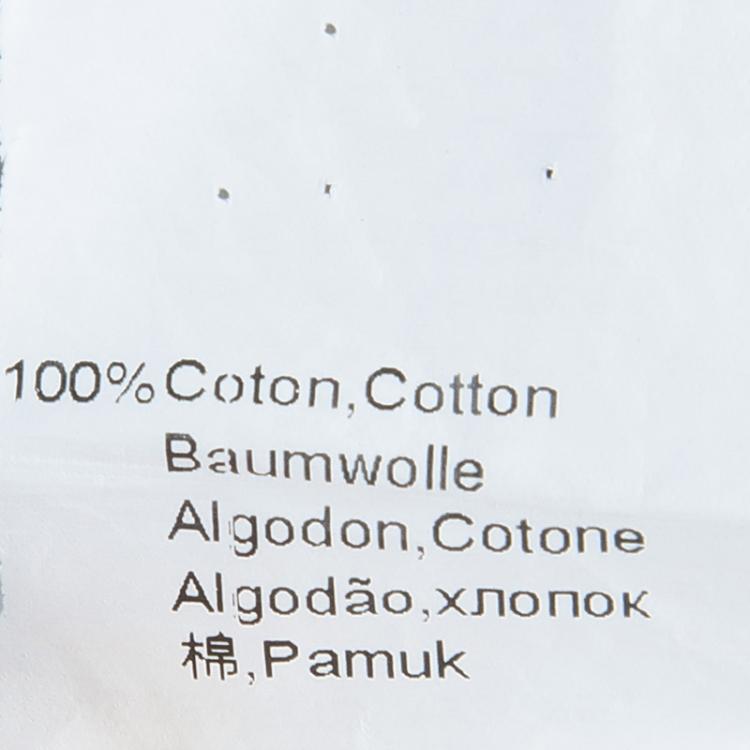 100% Coton,Cotton
Baumwolle
Algodon,Cotone
Algodão,хлопок
棉,Pamuk